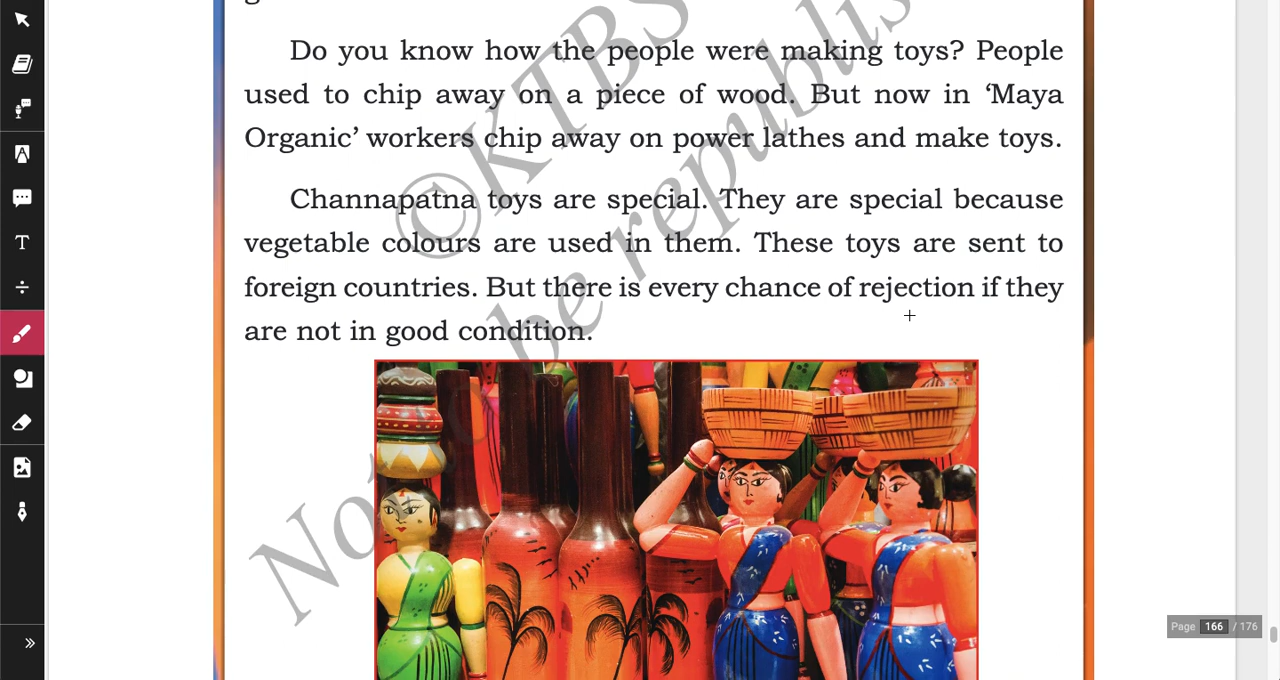 Do you know how the people were making toys? People
used to chip away on a piece of wood. But now in ‘Maya
Organic’ workers chip away on power lathes and make toys.
Channapatna toys are special. They are special because
vegetable colours are used in them. These toys are sent to
foreign countries. But there is every chance of rejection if they
are not in good condition.
©KTBS
Not be republis
Page 166 / 176